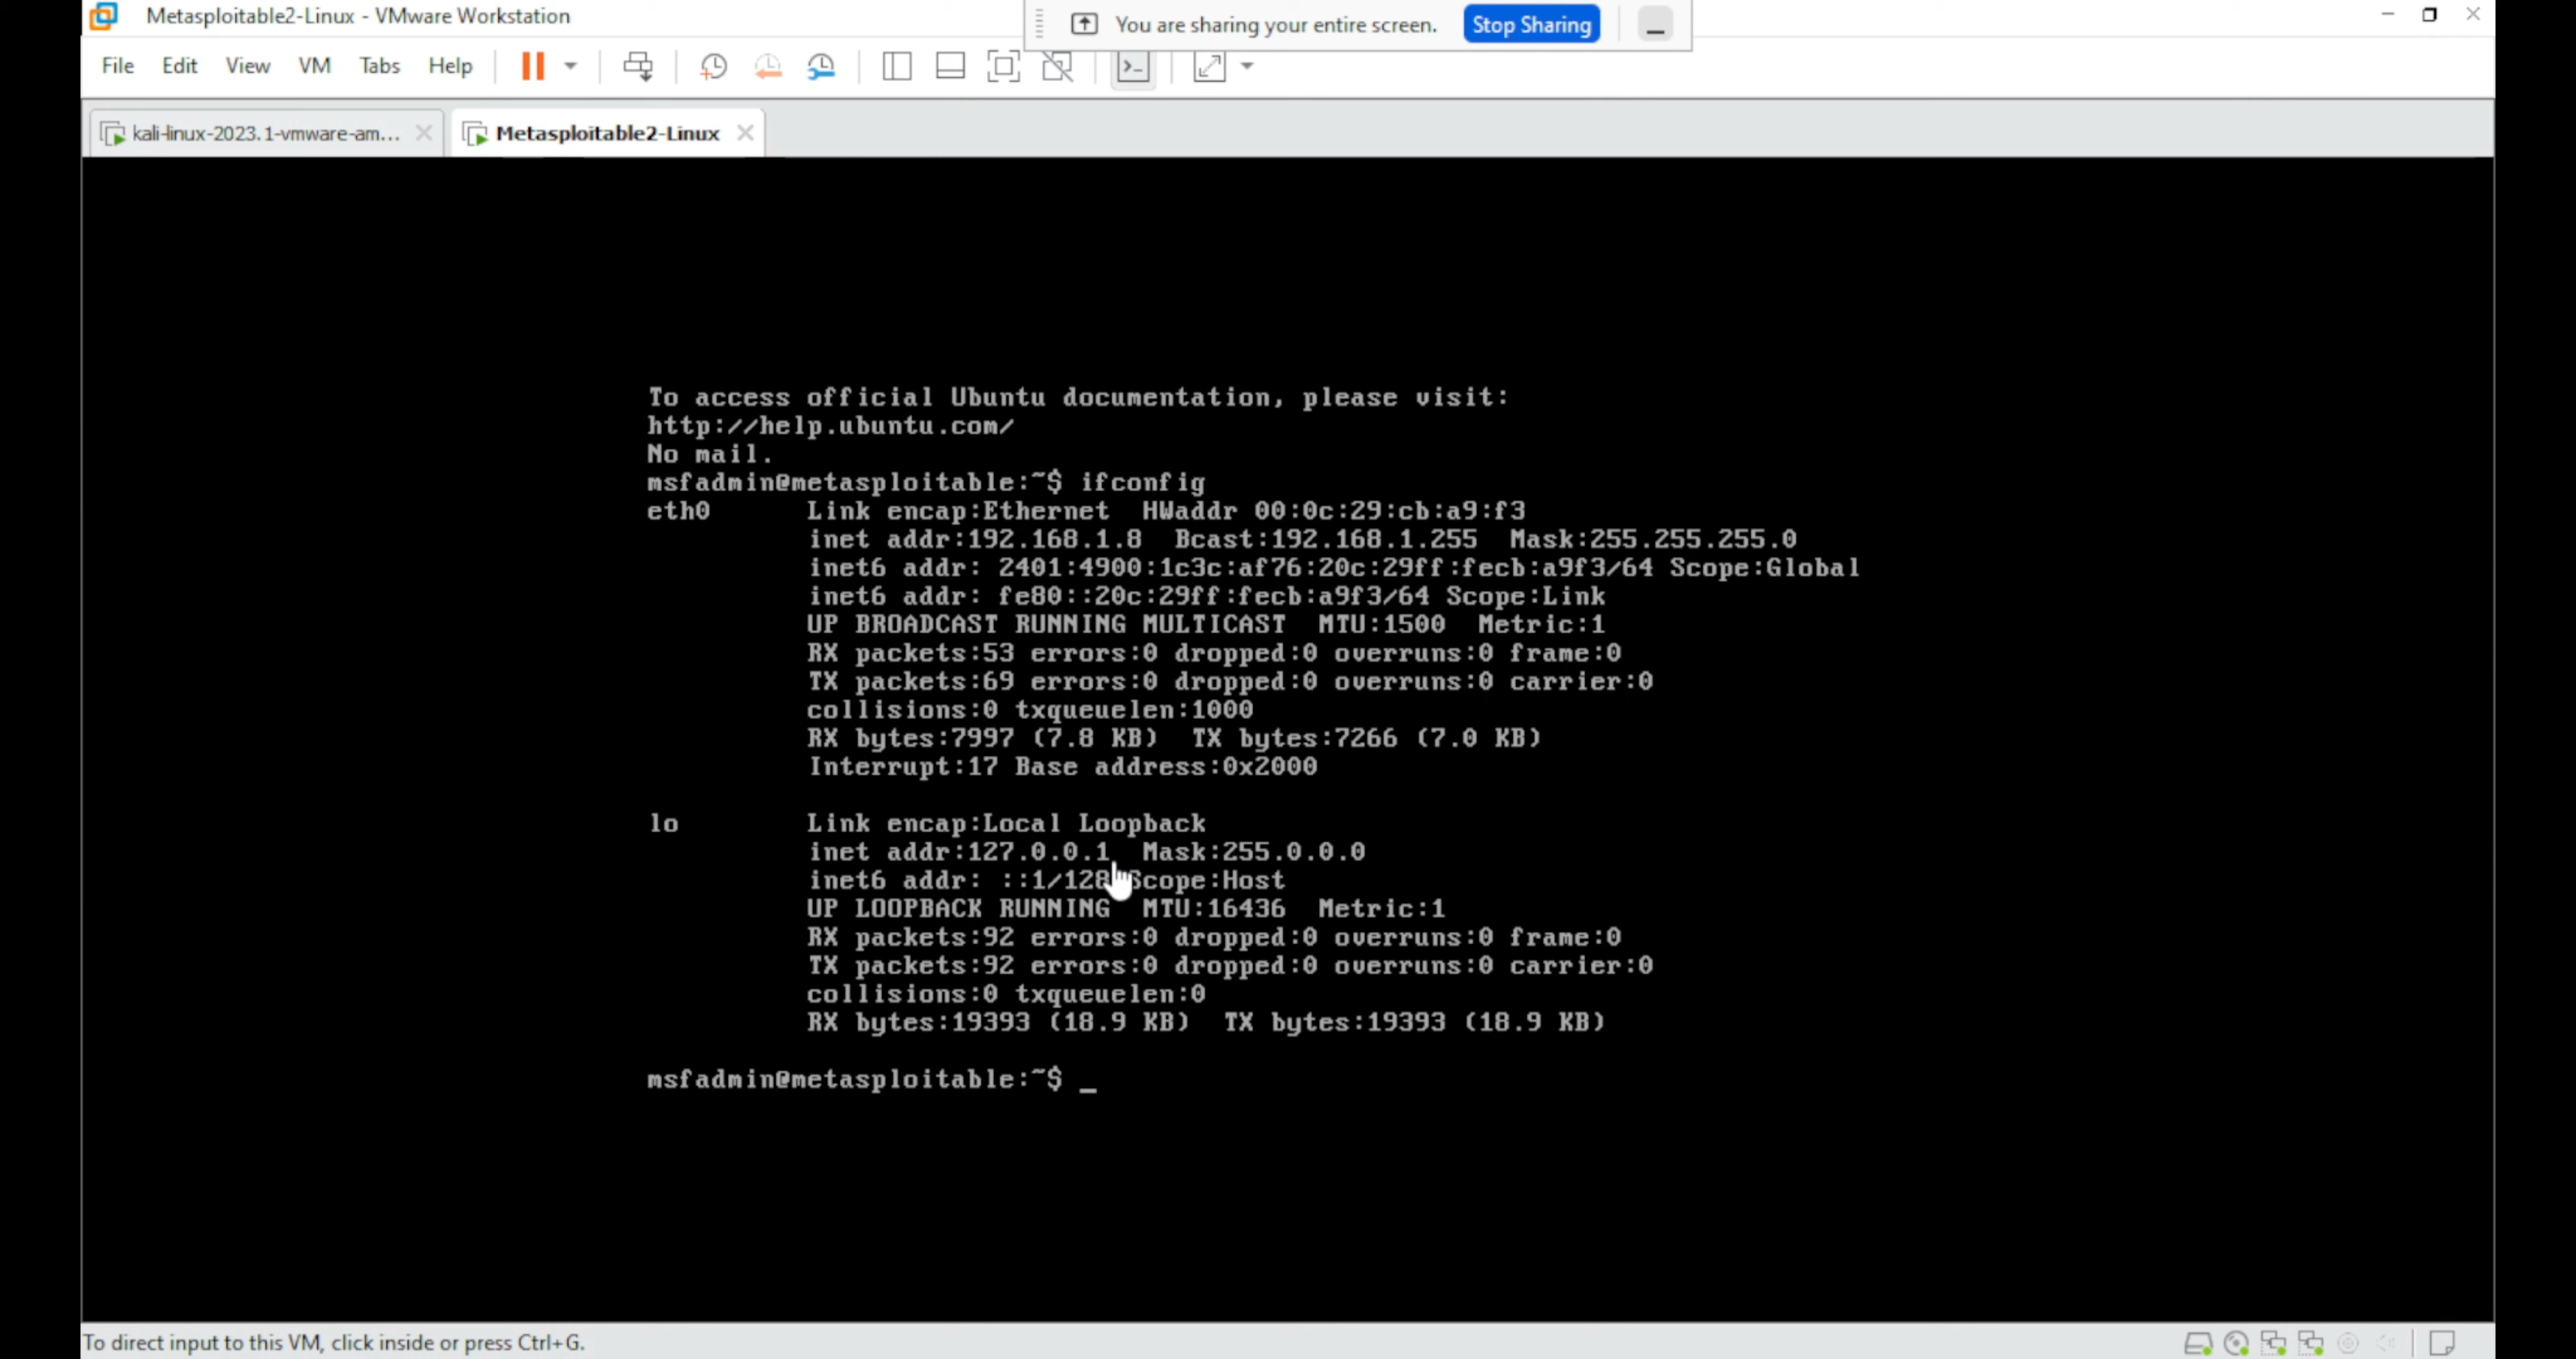 Metasploitable2-Linux - VMware Workstation
You are sharing your entire screen.
Stop Sharing
File Edit View VM Tabs Help
kali-linux-2023.1-vmware-am...
Metasploitable2-Linux
To access official Ubuntu documentation, please visit:
http://help.ubuntu.com/
No mail.
msfadmin@metasploitable:~$ ifconfig
eth0 Link encap:Ethernet HWaddr 00:0c:29:cb:a9:f3
inet addr:192.168.1.8 Bcast:192.168.1.255 Mask:255.255.255.0
inet6 addr: 2401:4900:1c3c:af76:20c:29ff:fecb:a9f3/64 Scope:Global
inet6 addr: fe80::20c:29ff:fecb:a9f3/64 Scope:Link
UP BROADCAST RUNNING MULTICAST MTU:1500 Metric:1
RX packets:53 errors:0 dropped:0 overruns:0 frame:0
TX packets:69 errors:0 dropped:0 overruns:0 carrier:0
collisions:0 txqueuelen:1000
RX bytes:7997 (7.8 KB) TX bytes:7266 (7.0 KB)
Interrupt:17 Base address:0x2000
lo Link encap:Local Loopback
inet addr:127.0.0.1 Mask:255.0.0.0
inet6 addr: ::1/128 Scope:Host
UP LOOPBACK RUNNING MTU:16436 Metric:1
RX packets:92 errors:0 dropped:0 overruns:0 frame:0
TX packets:92 errors:0 dropped:0 overruns:0 carrier:0
collisions:0 txqueuelen:0
RX bytes:19393 (18.9 KB) TX bytes:19393 (18.9 KB)
msfadmin@metasploitable:~$ _
To direct input to this VM, click inside or press Ctrl+G.